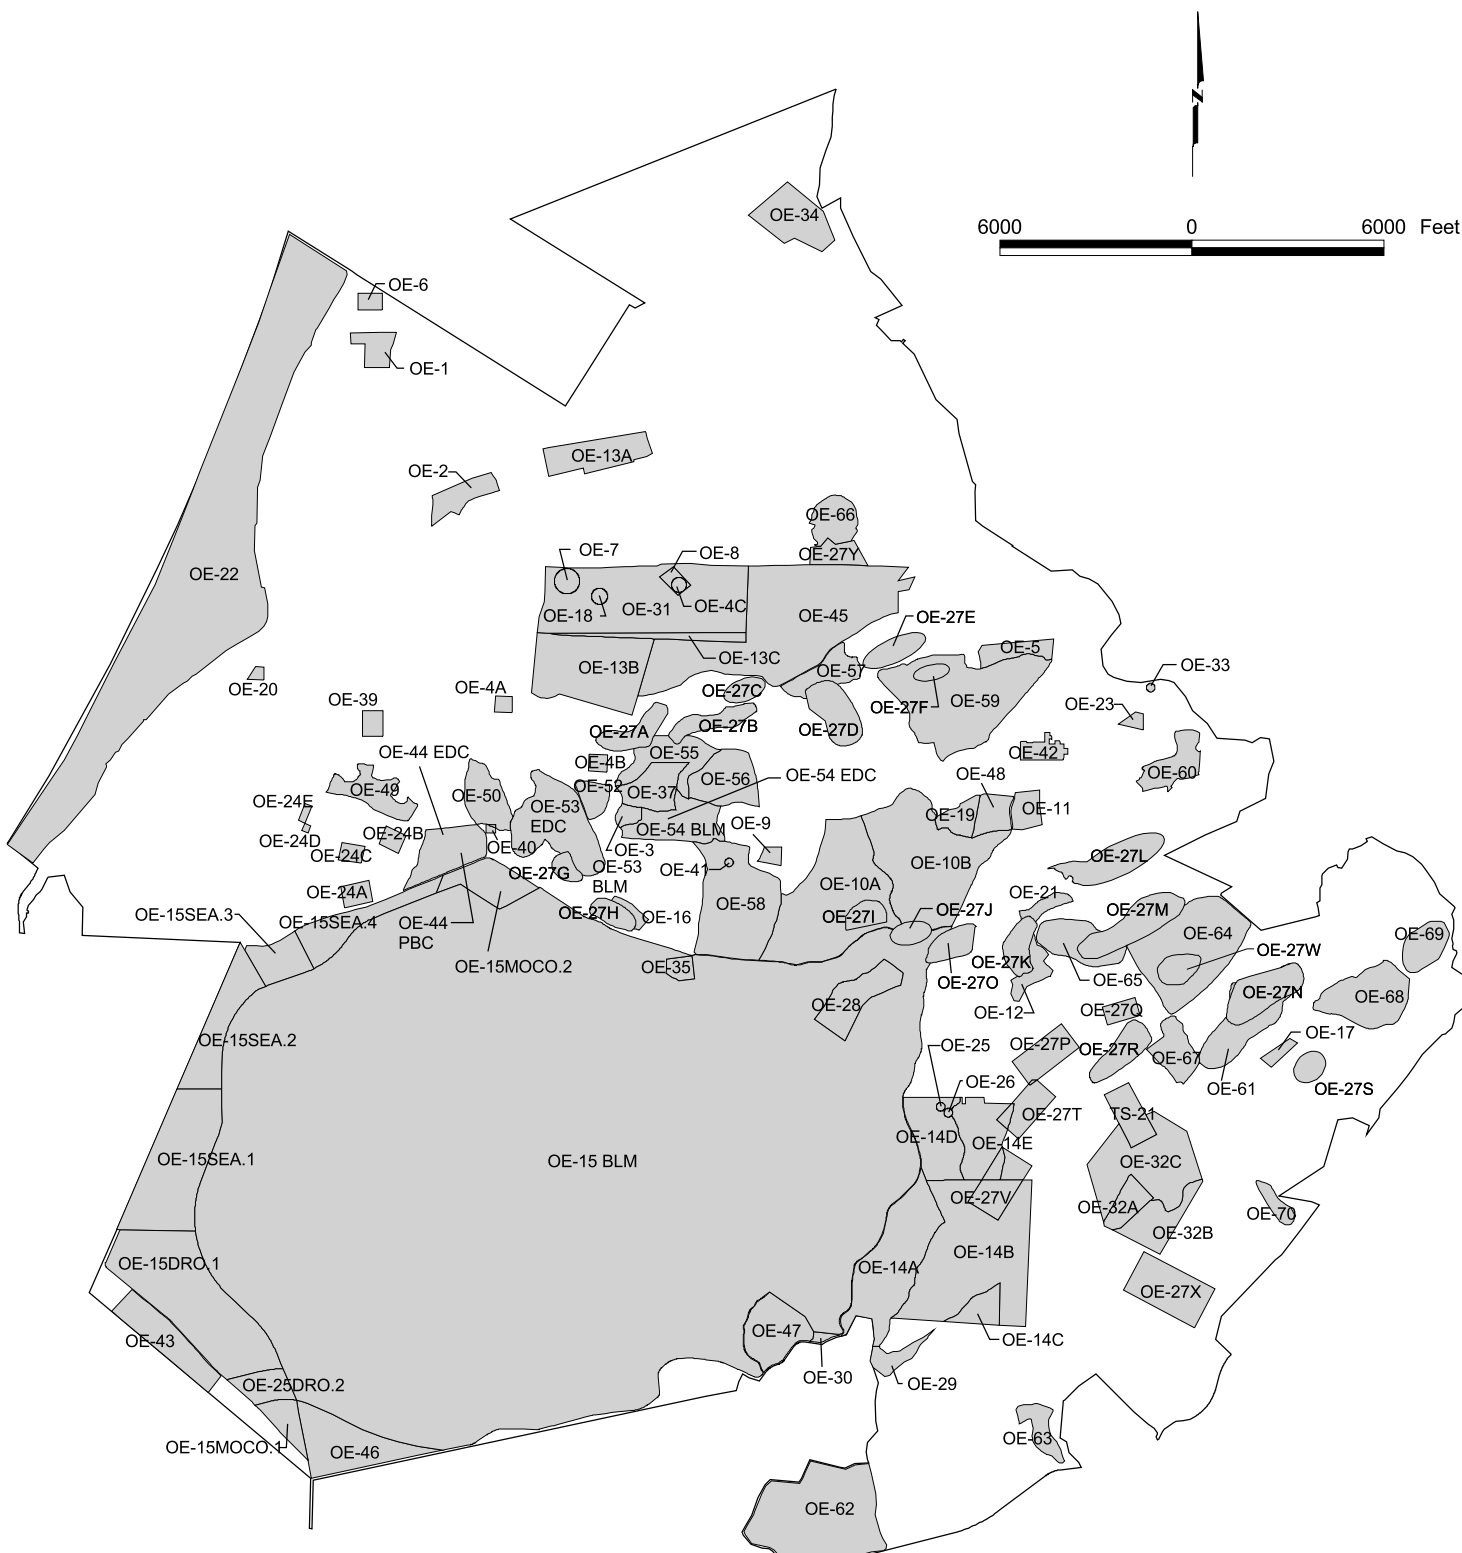 N
OE-34
6000 0 6000 Feet
OE-6
OE-1
OE-13A
OE-2
OE-66
OE-7
OE-8
OE-27Y
OE-22
OE-4C
OE-31
OE-18
OE-45
OE-27E
OE-5
OE-13C
OE-33
OE-13B
OE-57
OE-20
OE-4A
OE-27C
OE-39
OE-59
OE-27F
OE-23
OE-27B
OE-27A
OE-27D
OE-44 EDC
OE-55
OE-42
OE-4B
OE-54 EDC
OE-48
OE-60
OE-56
OE-52
OE-49
OE-50
OE-37
OE-24E
OE-53
EDC
OE-11
OE-19
OE-9
OE-54 BLM
OE-24B
OE-24D
OE-40
OE-3
OE-24C
OE-27L
OE-10B
OE-53
BLM
OE-41
OE-27G
OE-10A
OE-24A
OE-21
OE-58
OE-27J
OE-27M
OE-15SEA.3
OE-27H
OE-16
OE-27I
OE-15SEA.4
OE-44
PBC
OE-64
OE-69
OE-27W
OE-15MOCO.2
OE-35
OE-27K
OE-65
OE-27O
OE-27N
OE-68
OE-28
OE-12
OE-27Q
OE-17
OE-15SEA.2
OE-25
OE-27P
OE-27R
OE-67
OE-26
OE-61
OE-27S
OE-27T
TS-21
OE-14D
OE-14E
OE-15SEA.1
OE-15 BLM
OE-32C
OE-27V
OE-32A
OE-70
OE-32B
OE-14B
OE-15DRO.1
OE-14A
OE-27X
OE-47
OE-43
OE-14C
OE-30
OE-29
OE-25DRO.2
OE-15MOCO.1
OE-46
OE-63
OE-62